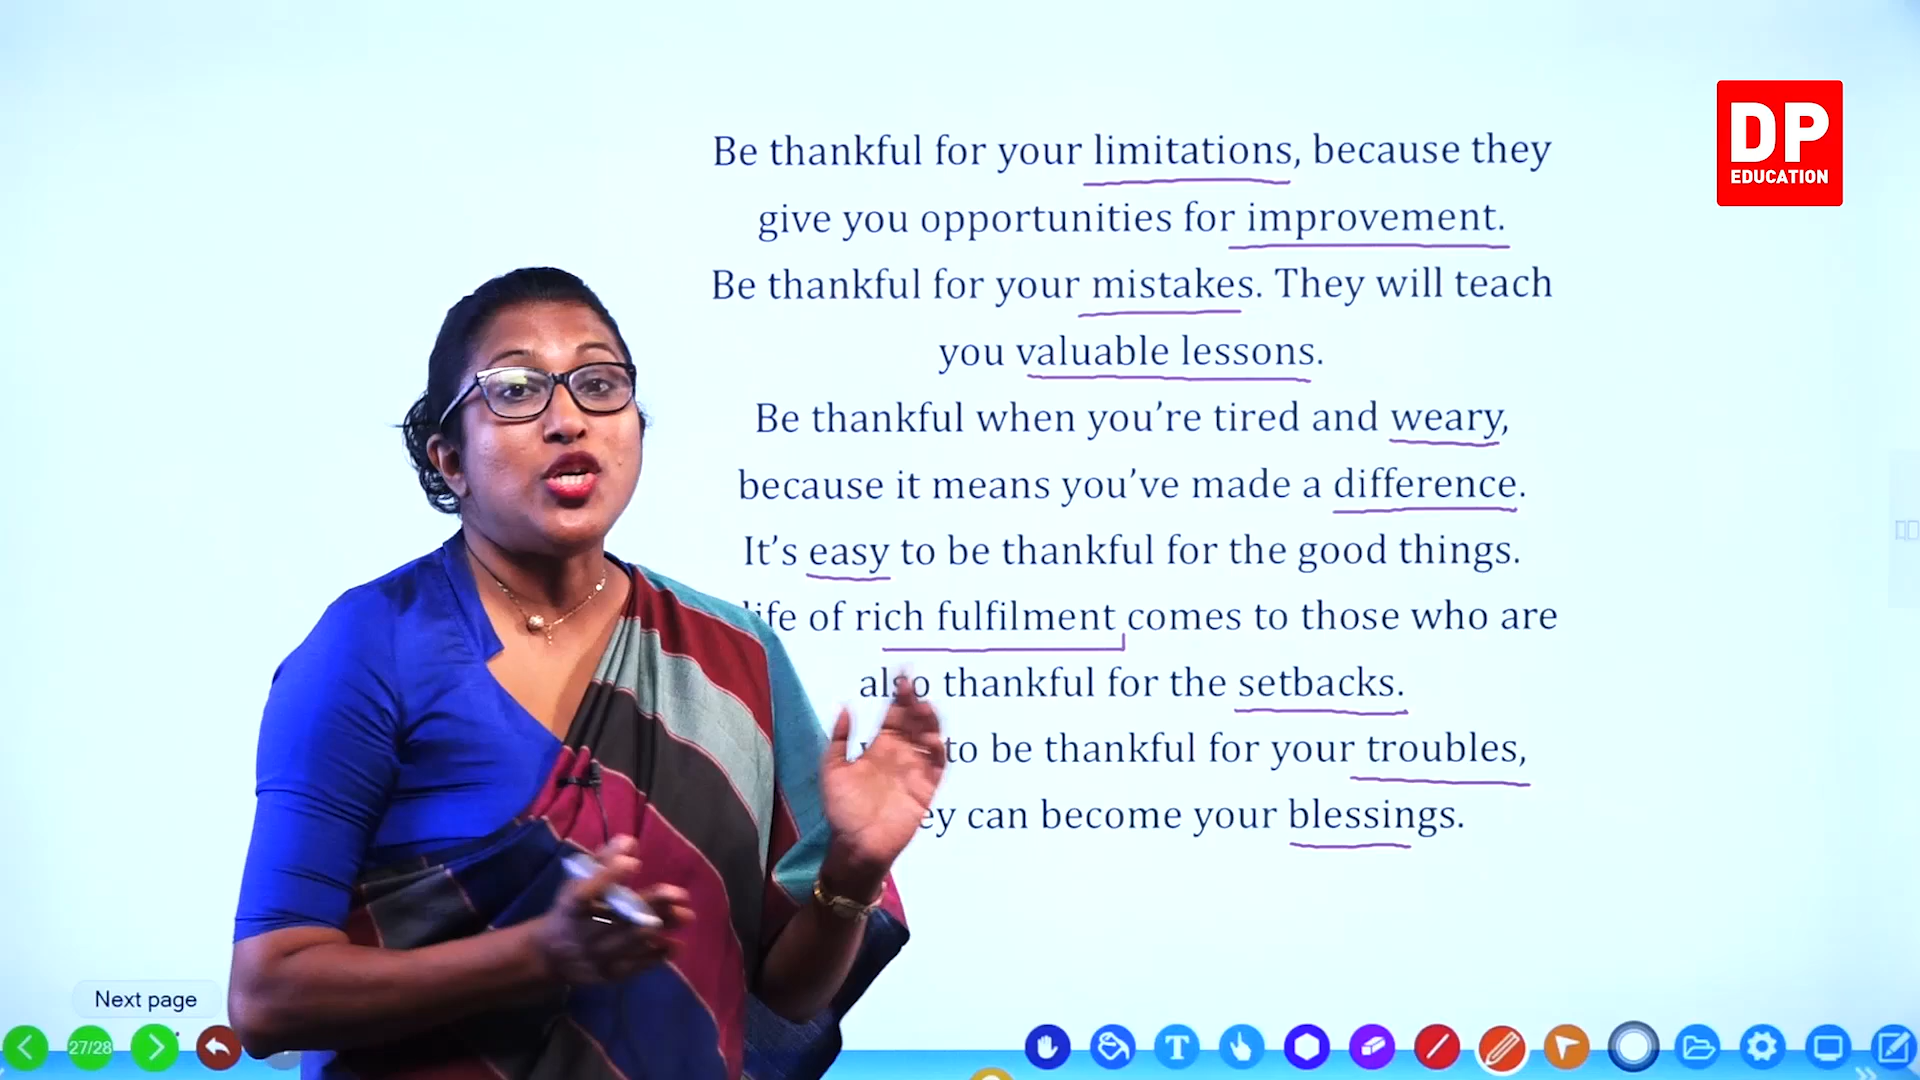 DP
EDUCATION
Be thankful for your limitations, because they
give you opportunities for improvement.
Be thankful for your mistakes. They will teach
you valuable lessons.
Be thankful when you’re tired and weary,
because it means you’ve made a difference.
It’s easy to be thankful for the good things.
life of rich fulfilment comes to those who are
also thankful for the setbacks.
to be thankful for your troubles,
can become your blessings.
Next page
27/28
T